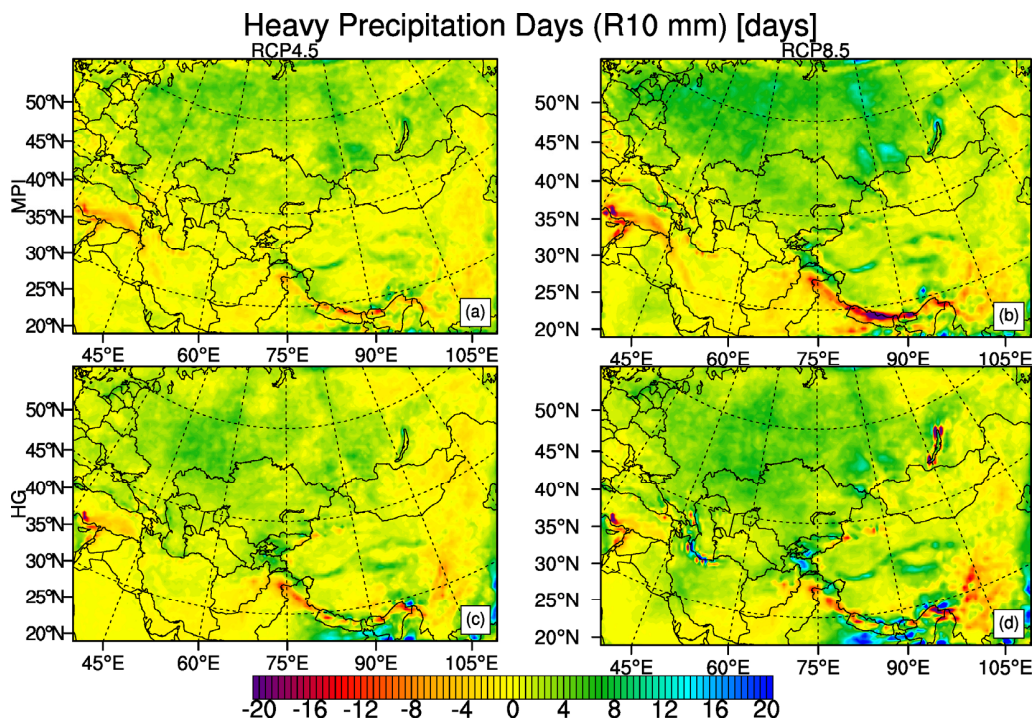 Heavy Precipitation Days (R10 mm) [days]
RCP4.5 RCP8.5
MPI
50°N
45°N
40°N
35°N
30°N
25°N
20°N
(a)
45°E 60°E 75°E 90°E 105°E
50°N
45°N
40°N
35°N
30°N
25°N
20°N
(b)
45°E 60°E 75°E 90°E 105°E
HG
50°N
45°N
40°N
35°N
30°N
25°N
20°N
(c)
45°E 60°E 75°E 90°E 105°E
50°N
45°N
40°N
35°N
30°N
25°N
20°N
(d)
45°E 60°E 75°E 90°E 105°E
-20 -16 -12 -8 -4 0 4 8 12 16 20